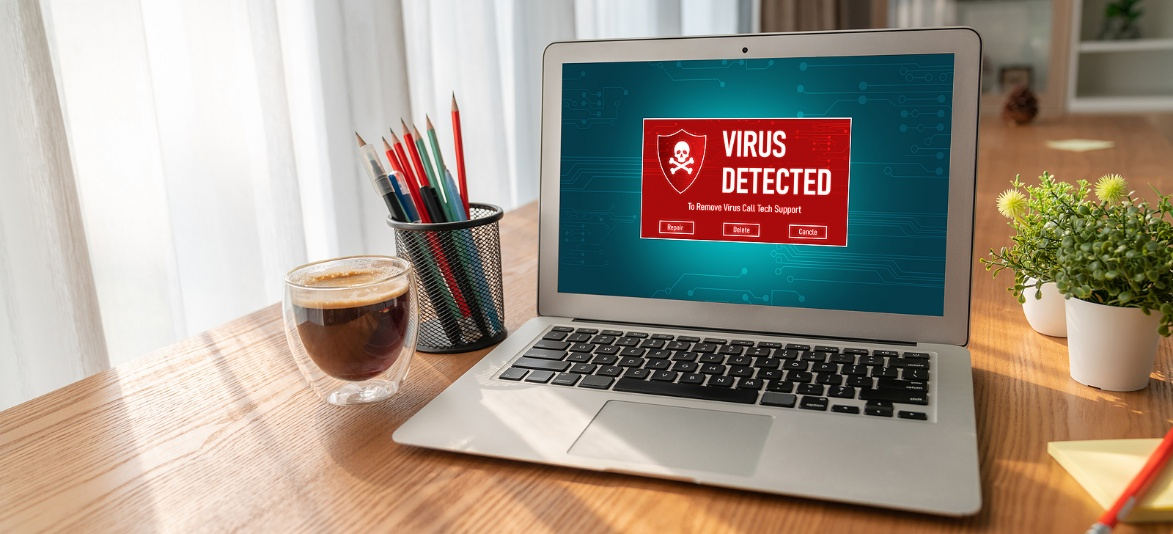 VIRUS
DETECTED
To Remove Virus Call Tech Support
Repair Delete Cancle